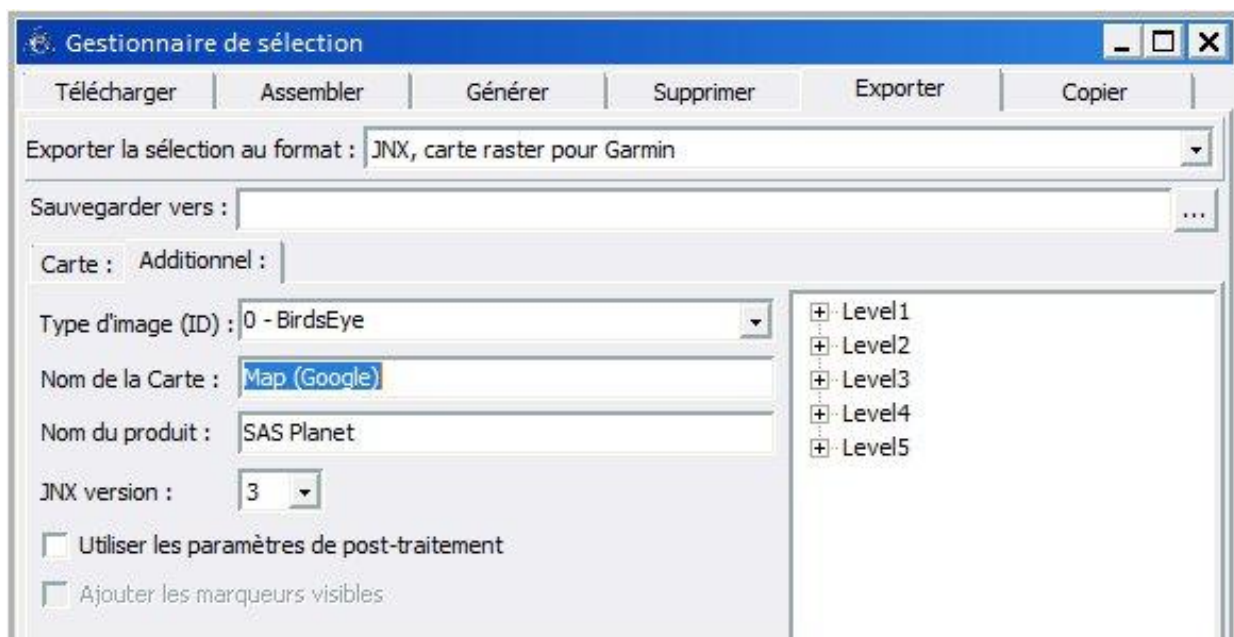 Gestionnaire de sélection
Télécharger Assembler Générer Supprimer Exporter Copier
Exporter la sélection au format : JNX, carte raster pour Garmin
Sauvegarder vers : ...
Carte : Additionnel :
Type d'image (ID) : 0 - BirdsEye
Nom de la Carte : Map (Google)
Nom du produit : SAS Planet
JNX version : 3
Utiliser les paramètres de post-traitement
Ajouter les marqueurs visibles
Level1
Level2
Level3
Level4
Level5